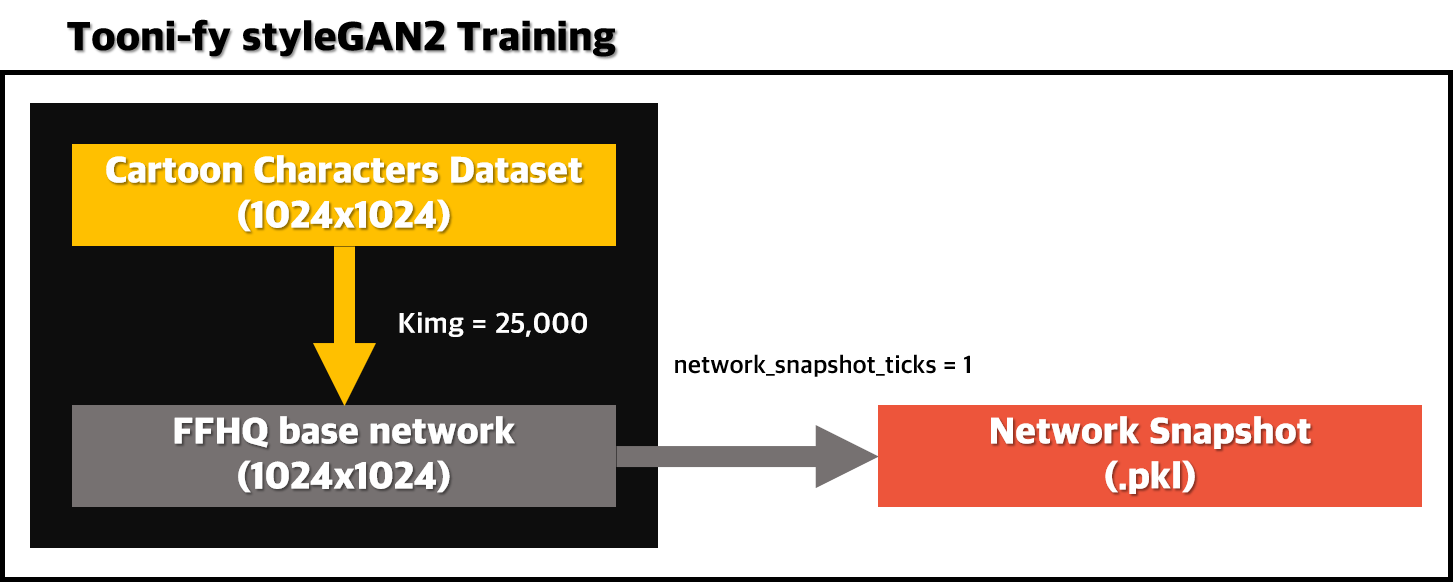 Tooni-fy styleGAN2 Training
Cartoon Characters Dataset
(1024x1024)
Kimg = 25,000
network_snapshot_ticks = 1
FFHQ base network
(1024x1024)
Network Snapshot
(.pkl)